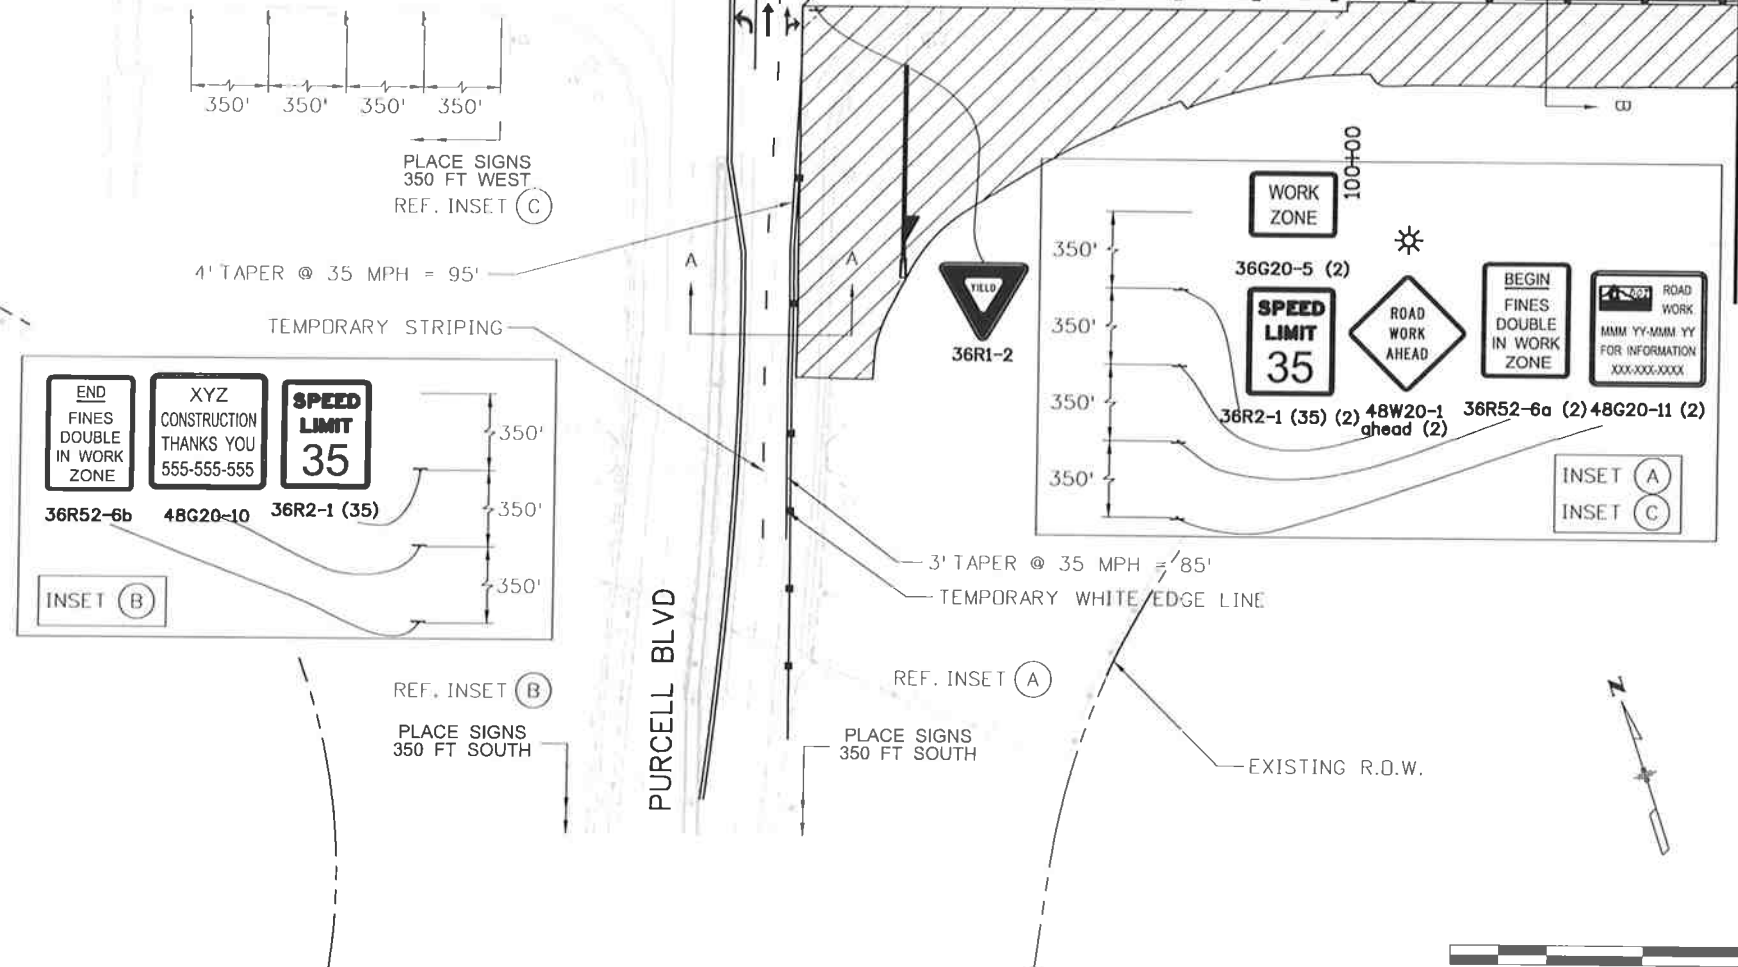 350'
350'
350'
350'
PLACE SIGNS
350 FT WEST
REF. INSET C
4' TAPER @ 35 MPH = 95'
TEMPORARY STRIPING
A
A
YIELD
36R1-2
B
100+00
350'
350'
350'
350'
WORK
ZONE
36G20-5 (2)
SPEED
LIMIT
35
36R2-1 (35) (2)
ROAD
WORK
AHEAD
48W20-1
ahead (2)
BEGIN
FINES
DOUBLE
IN WORK
ZONE
36R52-6a (2)
ROAD
WORK
MMM YY-MMM YY
FOR INFORMATION
XXX-XXX-XXXX
48G20-11 (2)
INSET A
INSET C
END
FINES
DOUBLE
IN WORK
ZONE
36R52-6b
XYZ
CONSTRUCTION
THANKS YOU
555-555-555
48G20-10
SPEED
LIMIT
35
36R2-1 (35)
350'
350'
350'
INSET B
3' TAPER @ 35 MPH = 85'
TEMPORARY WHITE EDGE LINE
PURCELL BLVD
REF. INSET B
PLACE SIGNS
350 FT SOUTH
REF. INSET A
PLACE SIGNS
350 FT SOUTH
EXISTING R.O.W.
N